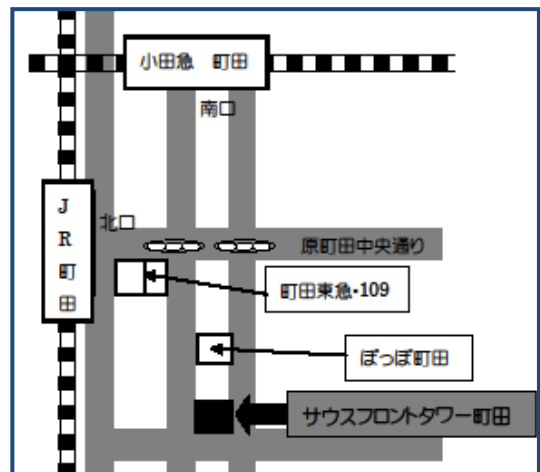 小田急　町田
南口
JR町田
北口
原町田中央通り
町田東急・109
ぽっぽ町田
サウスフロントタワー町田